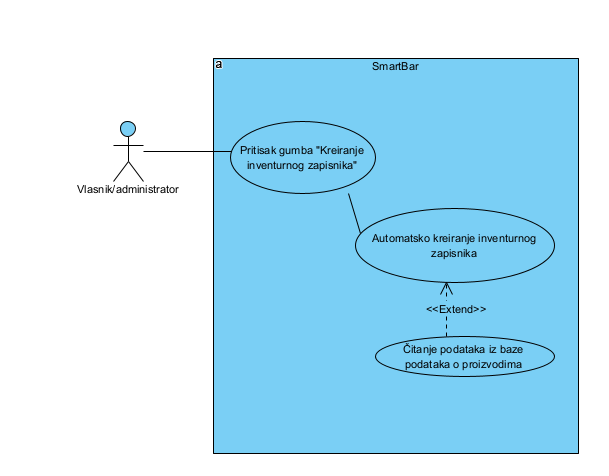 a
SmartBar
Pritisak gumba "Kreiranje
inventurnog zapisnika"
Vlasnik/administrator
Automatsko kreiranje inventurnog
zapisnika
<<Extend>>
Čitanje podataka iz baze
podataka o proizvodima